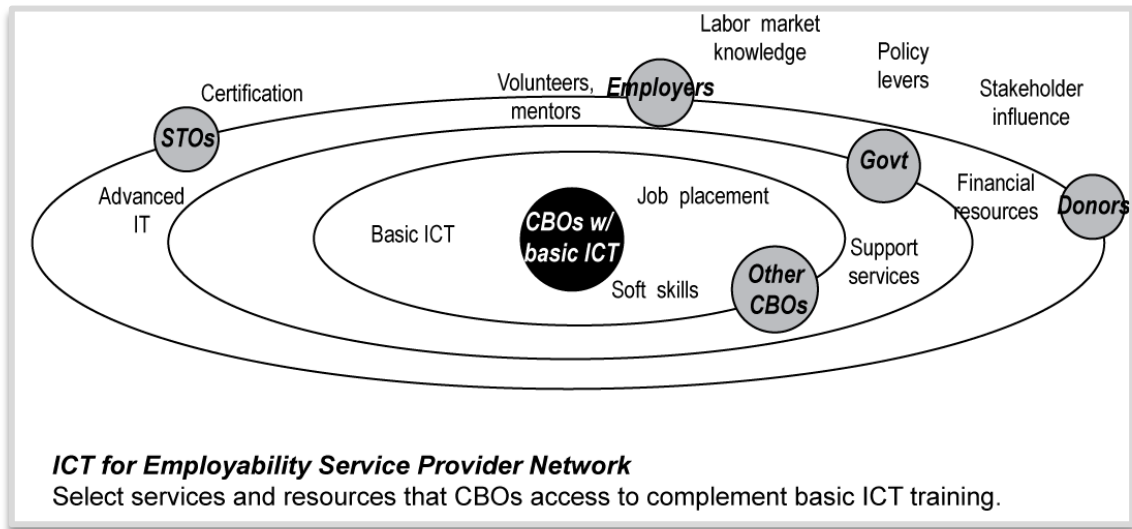 Labor market
knowledge
Policy
levers
Stakeholder
influence
Volunteers,
mentors
Employers
Certification
STOs
Govt
Advanced
IT
Financial
resources
Donors
Job placement
Basic ICT
CBOs w/
basic ICT
Support
services
Soft skills
Other
CBOs
ICT for Employability Service Provider Network
Select services and resources that CBOs access to complement basic ICT training.